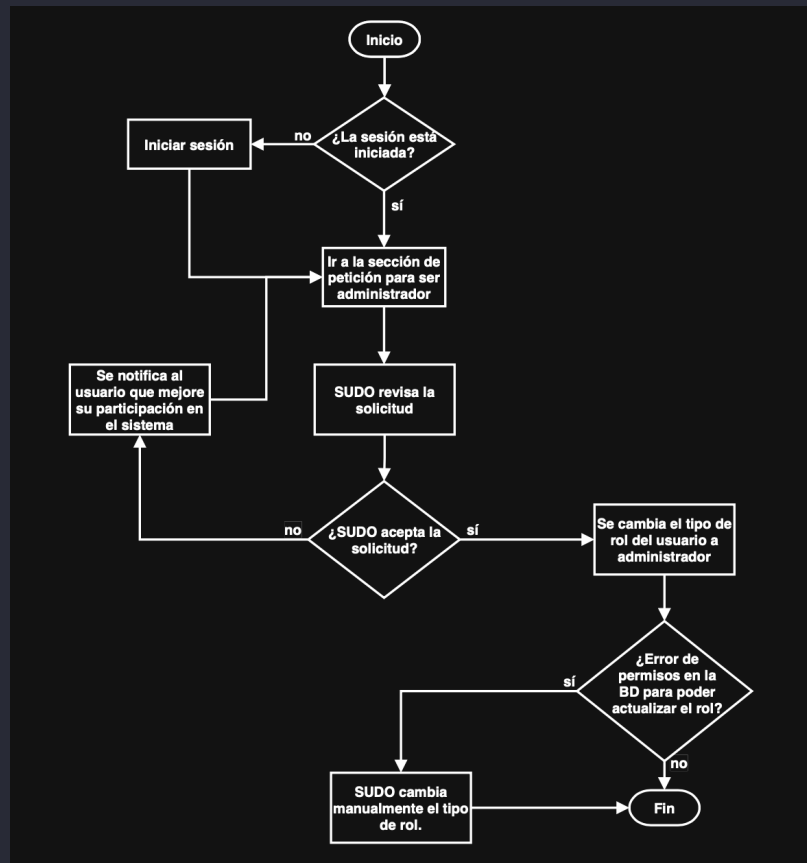 Inicio
¿La sesión está
iniciada?
no
Iniciar sesión
sí
Ir a la sección de
petición para ser
administrador
Se notifica al
usuario que mejore
su participación en
el sistema
SUDO revisa la
solicitud
¿SUDO acepta la
solicitud?
no
sí
Se cambia el tipo de
rol del usuario a
administrador
¿Error de
permisos en la
BD para poder
actualizar el rol?
sí
no
SUDO cambia
manualmente el tipo
de rol.
Fin